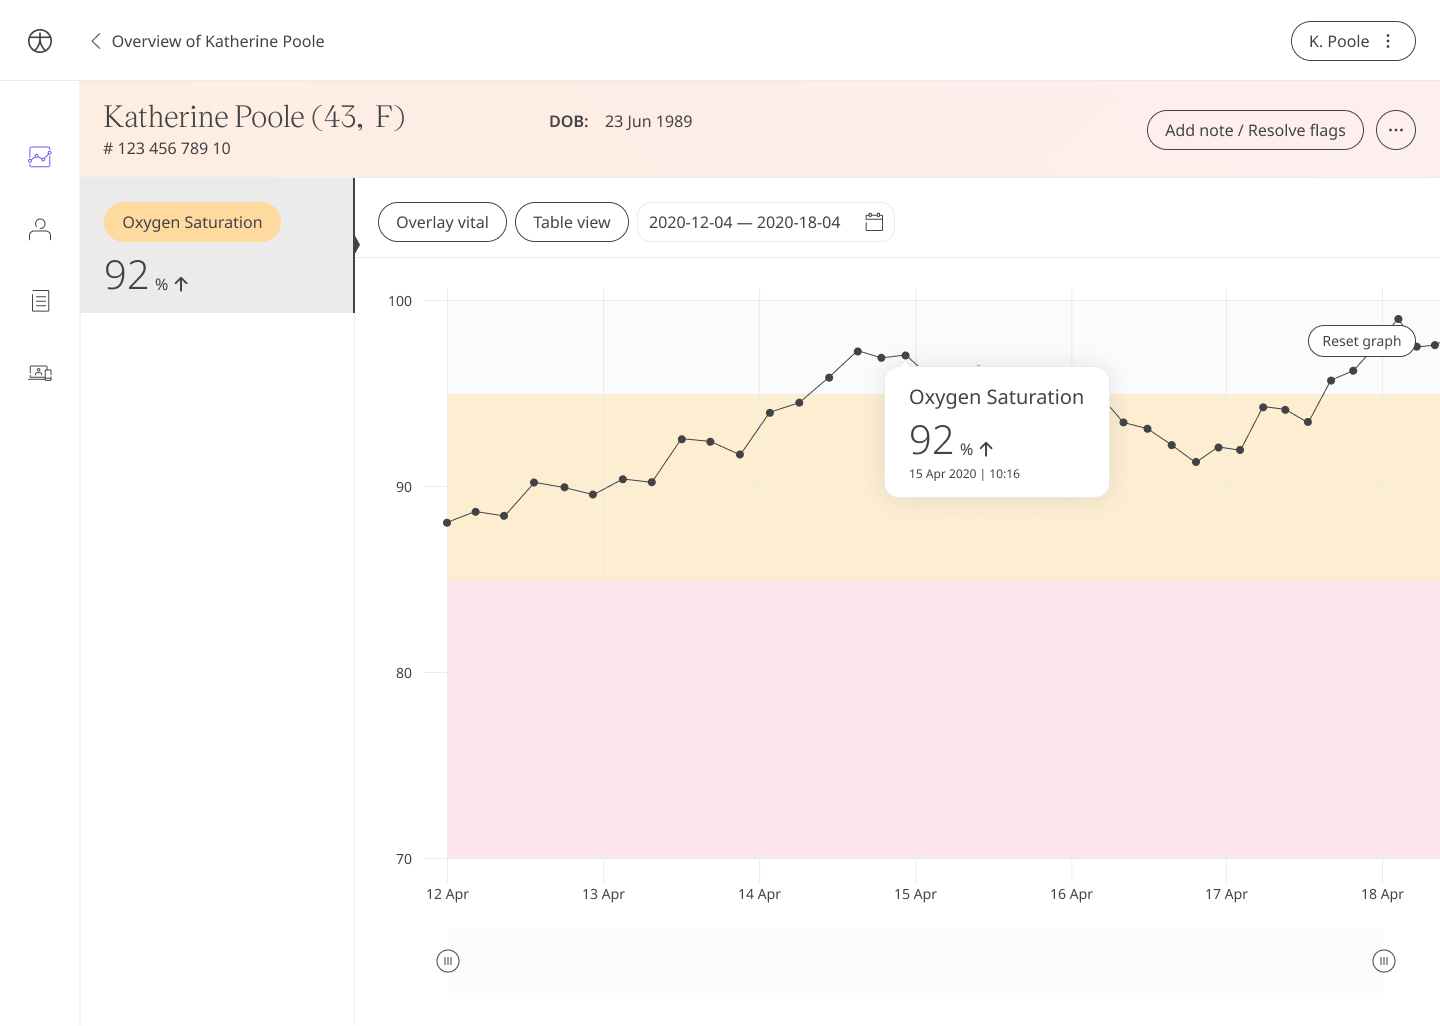 Overview of Katherine Poole
K. Poole
Katherine Poole (43, F)
DOB: 23 Jun 1989
# 123 456 789 10
Add note / Resolve flags
Oxygen Saturation
92 %
Overlay vital
Table view
2020-12-04 — 2020-18-04
100
90
80
70
Reset graph
Oxygen Saturation
92 %
15 Apr 2020 | 10:16
12 Apr
13 Apr
14 Apr
15 Apr
16 Apr
17 Apr
18 Apr